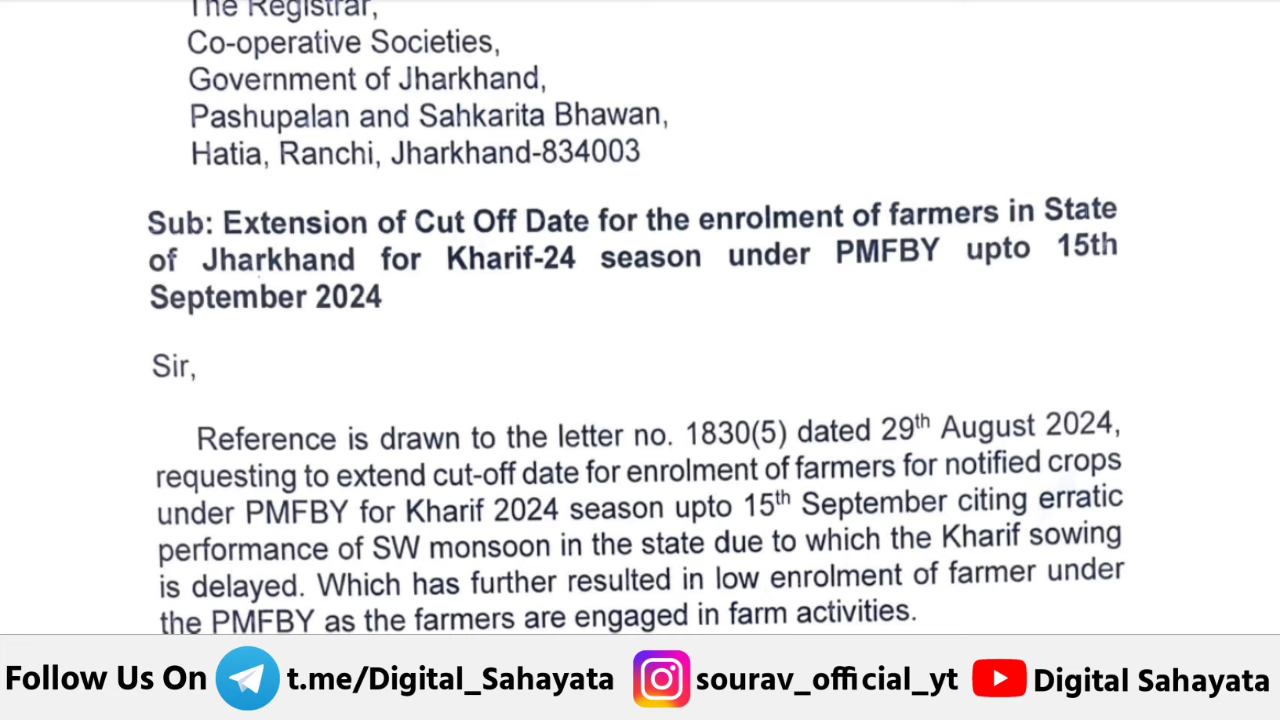 The Registrar,
Co-operative Societies,
Government of Jharkhand,
Pashupalan and Sahkarita Bhawan,
Hatia, Ranchi, Jharkhand-834003
Sub: Extension of Cut Off Date for the enrolment of farmers in State
of Jharkhand for Kharif-24 season under PMFBY upto 15th
September 2024
Sir,
Reference is drawn to the letter no. 1830(5) dated 29th August 2024,
requesting to extend cut-off date for enrolment of farmers for notified crops
under PMFBY for Kharif 2024 season upto 15th September citing erratic
performance of SW monsoon in the state due to which the Kharif sowing
is delayed. Which has further resulted in low enrolment of farmer under
the PMFBY as the farmers are engaged in farm activities.
Follow Us On t.me/Digital_Sahayata sourav_official_yt Digital Sahayata